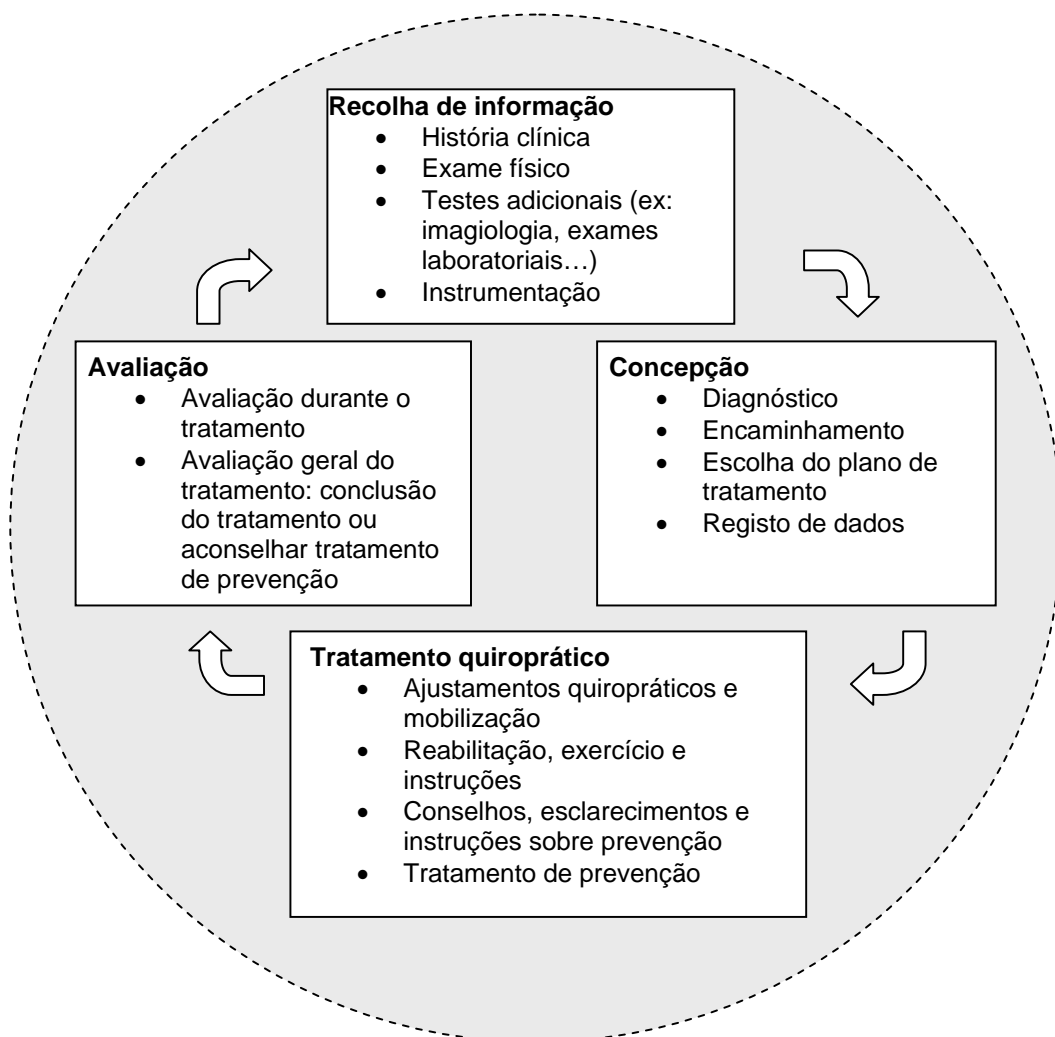 Recolha de informação
• História clínica
• Exame físico
• Testes adicionais (ex:
imagiologia, exames
laboratoriais…)
• Instrumentação
Concepção
• Diagnóstico
• Encaminhamento
• Escolha do plano de
tratamento
• Registo de dados
Tratamento quiroprático
• Ajustamentos quiropráticos e
mobilização
• Reabilitação, exercício e
instruções
• Conselhos, esclarecimentos e
instruções sobre prevenção
• Tratamento de prevenção
Avaliação
• Avaliação durante o
tratamento
• Avaliação geral do
tratamento: conclusão
do tratamento ou
aconselhar tratamento
de prevenção